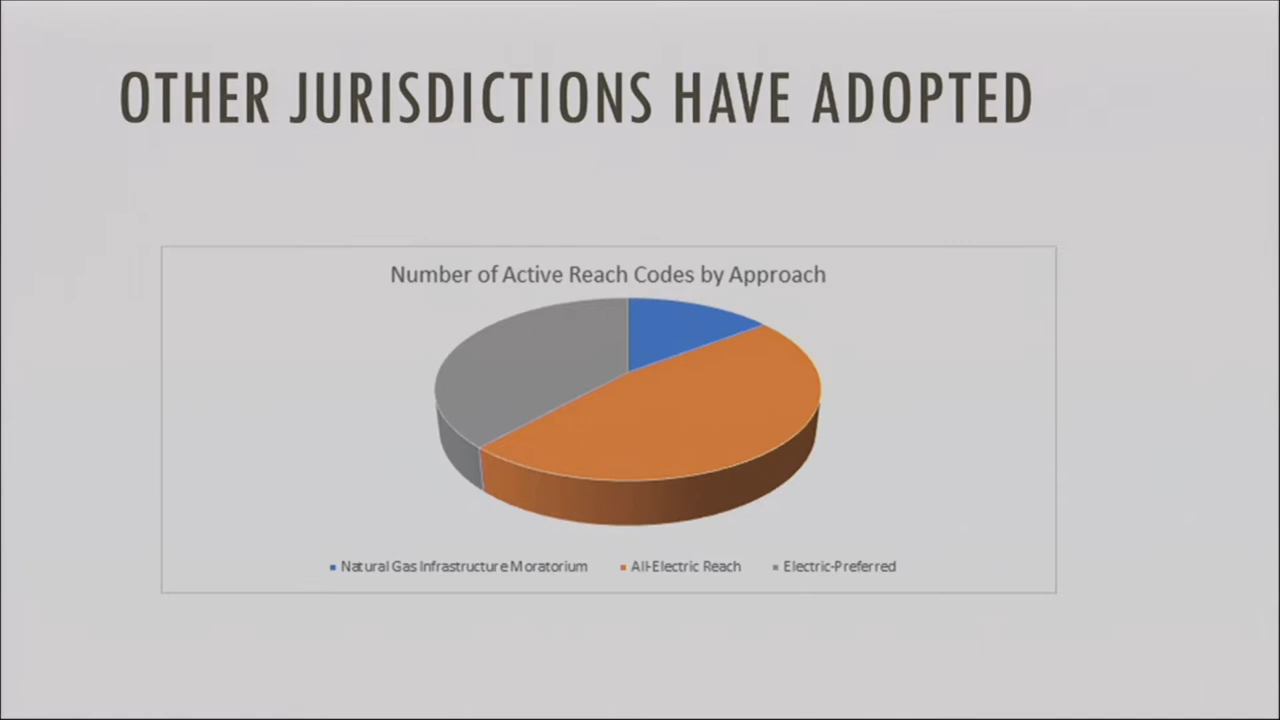 OTHER JURISDICTIONS HAVE ADOPTED
Number of Active Reach Codes by Approach
Natural Gas Infrastructure Moratorium All-Electric Reach Electric-Preferred